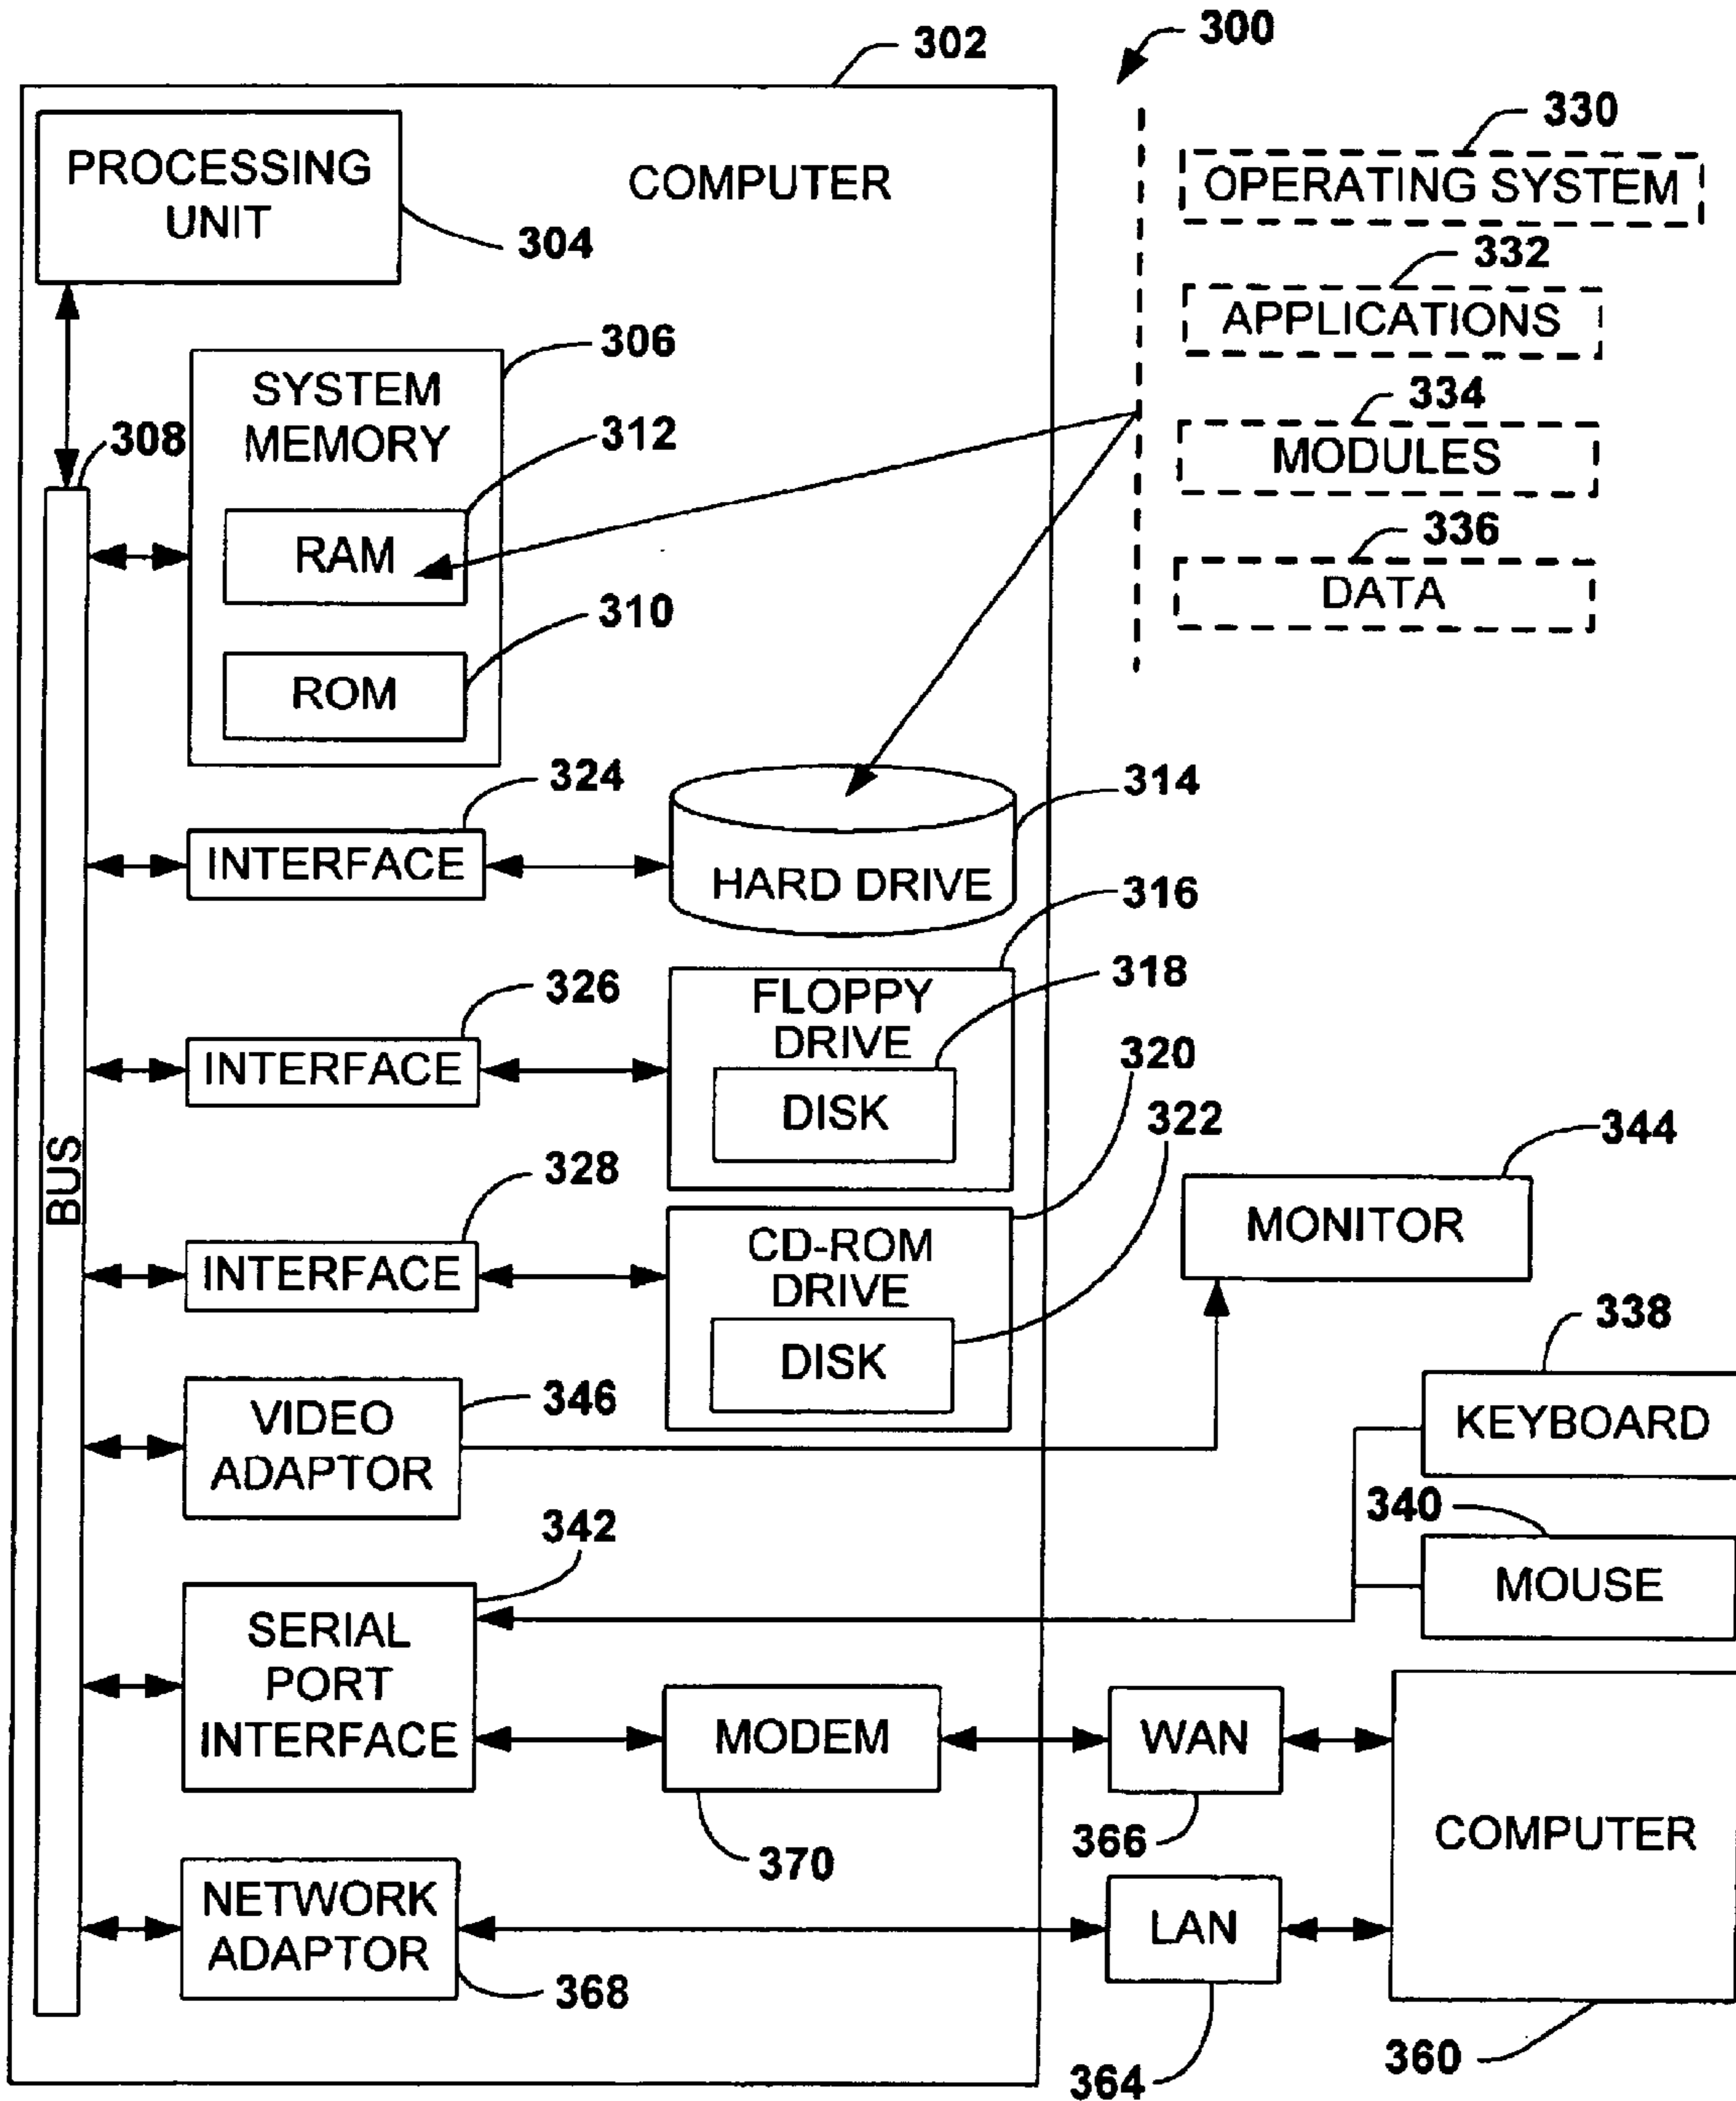 300
302
330
PROCESSING
UNIT
COMPUTER
OPERATING SYSTEM
304
332
APPLICATIONS
306
SYSTEM
MEMORY
334
308
312
MODULES
RAM
336
310
DATA
ROM
324
314
INTERFACE
HARD DRIVE
316
326
FLOPPY
DRIVE
318
INTERFACE
320
DISK
322
344
BUS
328
MONITOR
INTERFACE
CD-ROM
DRIVE
338
DISK
346
VIDEO
ADAPTOR
KEYBOARD
340
342
MOUSE
SERIAL
PORT
INTERFACE
MODEM
WAN
366
370
COMPUTER
NETWORK
ADAPTOR
LAN
368
364
360